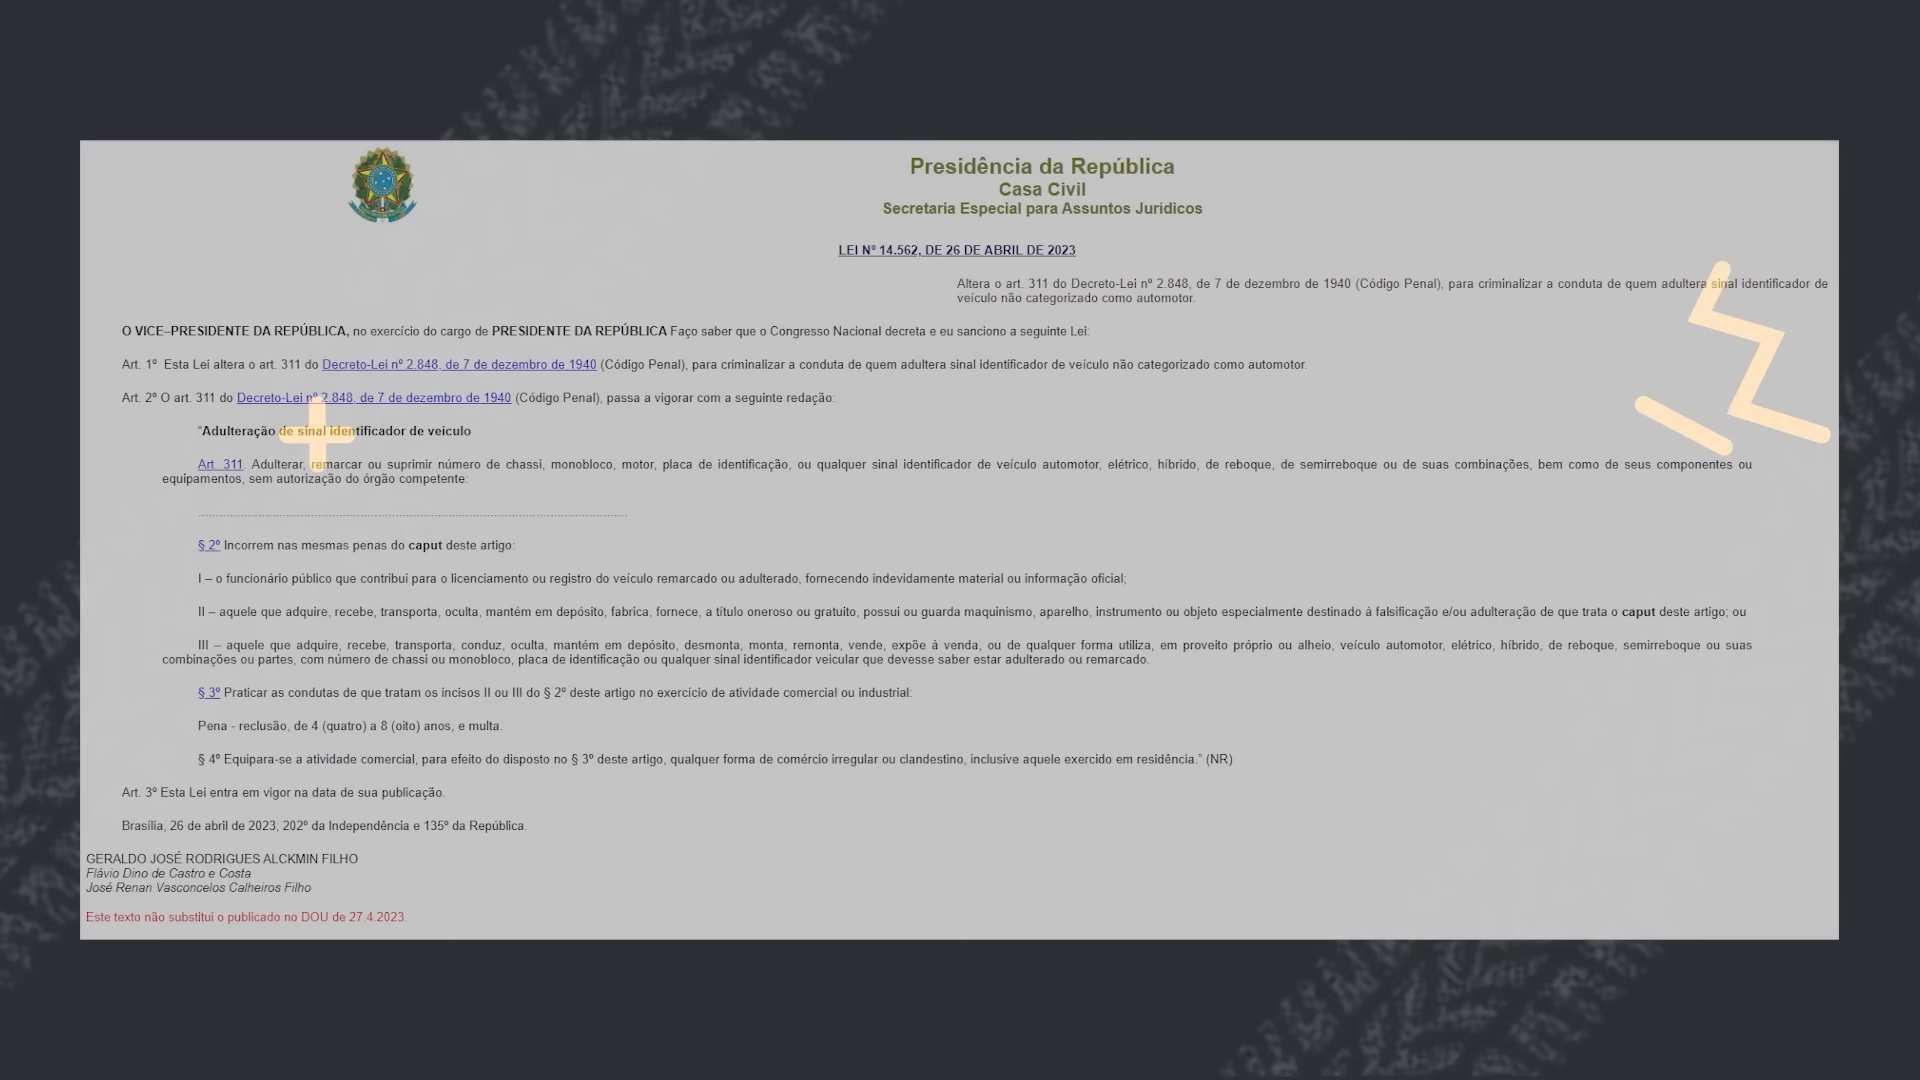 Presidência da República
Casa Civil
Secretaria Especial para Assuntos Jurídicos
LEI Nº 14.562, DE 26 DE ABRIL DE 2023
Altera o art. 311 do Decreto-Lei nº 2.848, de 7 de dezembro de 1940 (Código Penal), para criminalizar a conduta de quem adultera sinal identificador de
veículo não categorizado como automotor.
O VICE–PRESIDENTE DA REPÚBLICA, no exercício do cargo de PRESIDENTE DA REPÚBLICA Faço saber que o Congresso Nacional decreta e eu sanciono a seguinte Lei:
Art. 1º Esta Lei altera o art. 311 do Decreto-Lei nº 2.848, de 7 de dezembro de 1940 (Código Penal), para criminalizar a conduta de quem adultera sinal identificador de veículo não categorizado como automotor.
Art. 2º O art. 311 do Decreto-Lei nº 2.848, de 7 de dezembro de 1940 (Código Penal), passa a vigorar com a seguinte redação:
"Adulteração de sinal identificador de veículo
Art. 311. Adulterar, remarcar ou suprimir número de chassi, monobloco, motor, placa de identificação, ou qualquer sinal identificador de veículo automotor, elétrico, híbrido, de reboque, de semirreboque ou de suas combinações, bem como de seus componentes ou
equipamentos, sem autorização do órgão competente:
........................................................................................................................
§ 2º Incorrem nas mesmas penas do caput deste artigo:
I – o funcionário público que contribui para o licenciamento ou registro do veículo remarcado ou adulterado, fornecendo indevidamente material ou informação oficial;
II – aquele que adquire, recebe, transporta, oculta, mantém em depósito, fabrica, fornece, a título oneroso ou gratuito, possui ou guarda maquinismo, aparelho, instrumento ou objeto especialmente destinado à falsificação e/ou adulteração de que trata o caput deste artigo; ou
III – aquele que adquire, recebe, transporta, conduz, oculta, mantém em depósito, desmonta, monta, remonta, vende, expõe à venda, ou de qualquer forma utiliza, em proveito próprio ou alheio, veículo automotor, elétrico, híbrido, de reboque, semirreboque ou suas
combinações ou partes, com número de chassi ou monobloco, placa de identificação ou qualquer sinal identificador veicular que devesse saber estar adulterado ou remarcado.
§ 3º Praticar as condutas de que tratam os incisos II ou III do § 2º deste artigo no exercício de atividade comercial ou industrial:
Pena - reclusão, de 4 (quatro) a 8 (oito) anos, e multa.
§ 4º Equipara-se a atividade comercial, para efeito do disposto no § 3º deste artigo, qualquer forma de comércio irregular ou clandestino, inclusive aquele exercido em residência." (NR)
Art. 3º Esta Lei entra em vigor na data de sua publicação.
Brasília, 26 de abril de 2023; 202º da Independência e 135º da República.
GERALDO JOSÉ RODRIGUES ALCKMIN FILHO
Flávio Dino de Castro e Costa
José Renan Vasconcelos Calheiros Filho
Este texto não substitui o publicado no DOU de 27.4.2023.